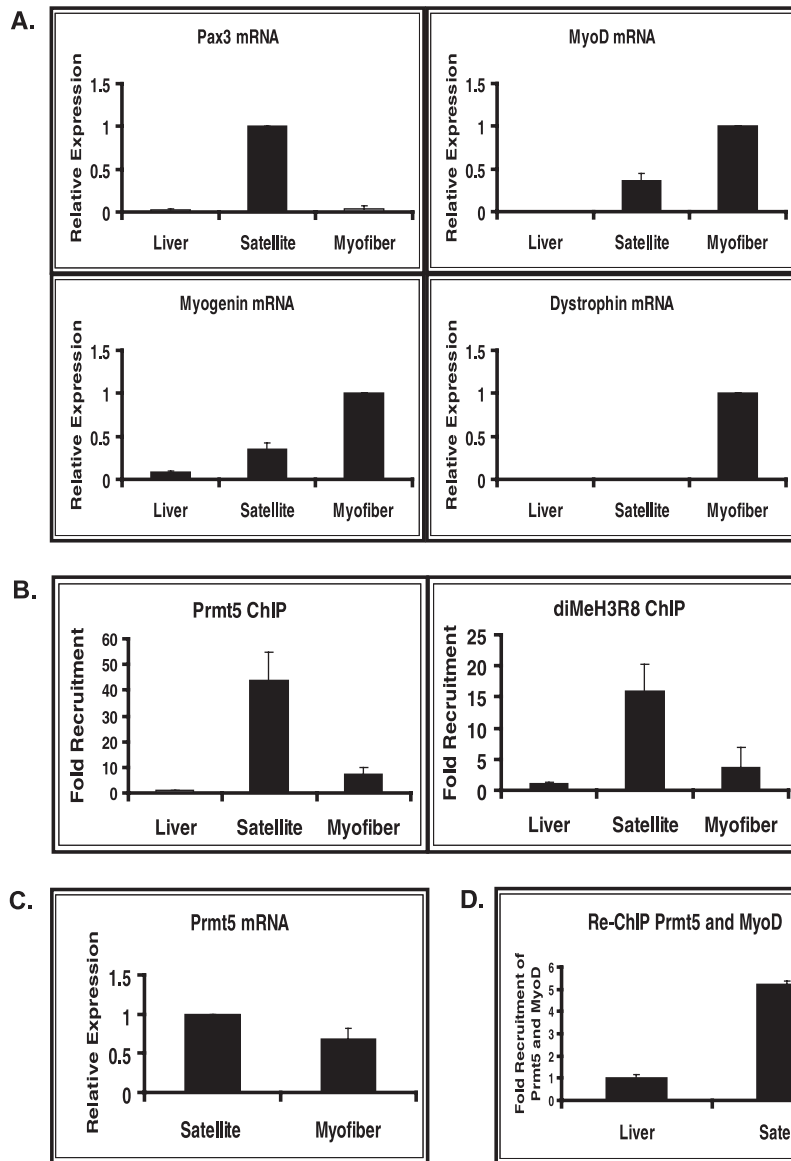 A.
Pax3 mRNA
Relative Expression
1.5
1
0.5
0
Liver Satellite Myofiber
MyoD mRNA
Relative Expression
1.5
1
0.5
0
Liver Satellite Myofiber
Myogenin mRNA
Relative Expression
1.5
1
0.5
0
Liver Satellite Myofiber
Dystrophin mRNA
Relative Expression
1.5
1
0.5
0
Liver Satellite Myofiber
B.
Prmt5 ChIP
Fold Recruitment
60
50
40
30
20
10
0
Liver Satellite Myofiber
diMeH3R8 ChIP
Fold Recruitment
25
20
15
10
5
0
Liver Satellite Myofiber
C.
Prmt5 mRNA
Relative Expression
1.5
1
0.5
0
Satellite Myofiber
D.
Re-ChIP Prmt5 and MyoD
Fold Recruitment of
Prmt5 and MyoD
6
5
4
3
2
1
0
Liver Sate